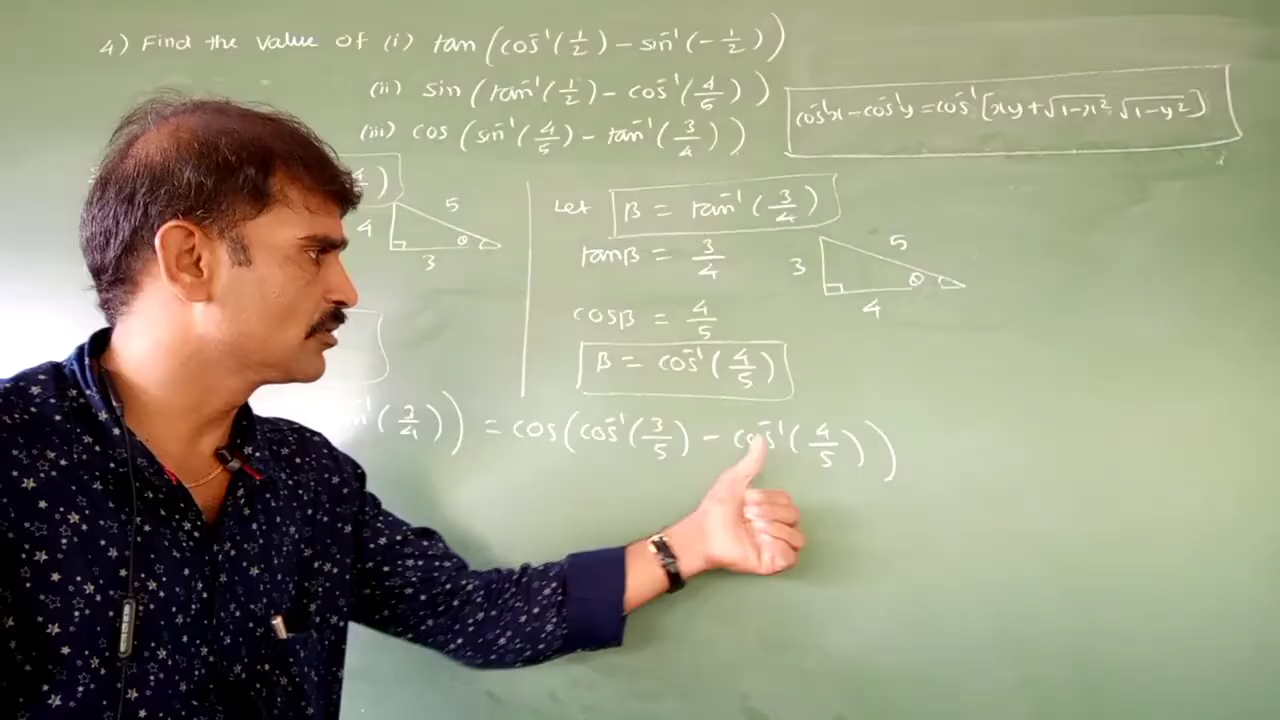 4) Find the value of (i) tan (cos⁻¹(1/2) − sin⁻¹(−1/2))
(ii) sin (tan⁻¹(1/2) − cos⁻¹(4/5))
(iii) cos (sin⁻¹(4/5) − tan⁻¹(3/4))
cos⁻¹x − cos⁻¹y = cos⁻¹[xy + √1−x² √1−y²]
)
4 5 θ 3
Let β = tan⁻¹(3/4)
tanβ = 3/4
3 5 θ 4
cosβ = 4/5
β = cos⁻¹(4/5)
(3/4)) = cos(cos⁻¹(3/5) − cos⁻¹(4/5))